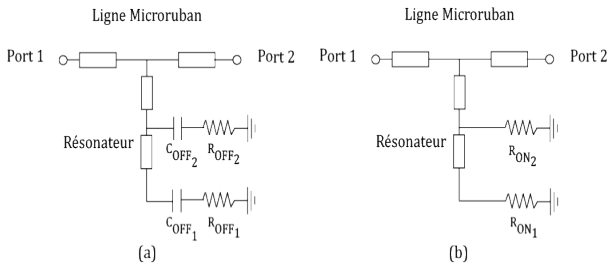 Ligne Microruban
Port 1
Port 2
Résonateur
COFF2
ROFF2
COFF1
ROFF1
(a)
Ligne Microruban
Port 1
Port 2
Résonateur
RON2
RON1
(b)